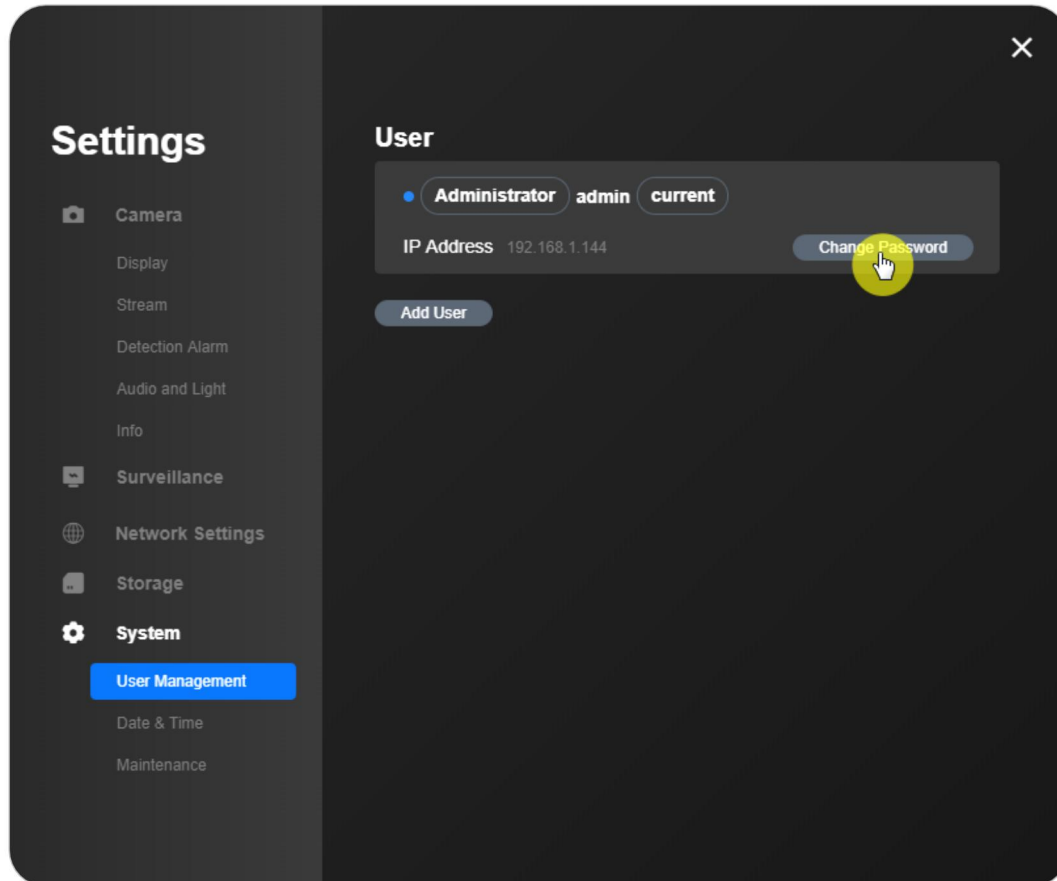 Settings
Camera
Display
Stream
Detection Alarm
Audio and Light
Info
Surveillance
Network Settings
Storage
System
User Management
Date & Time
Maintenance
User
Administrator admin current
IP Address 192.168.1.144 Change Password
Add User